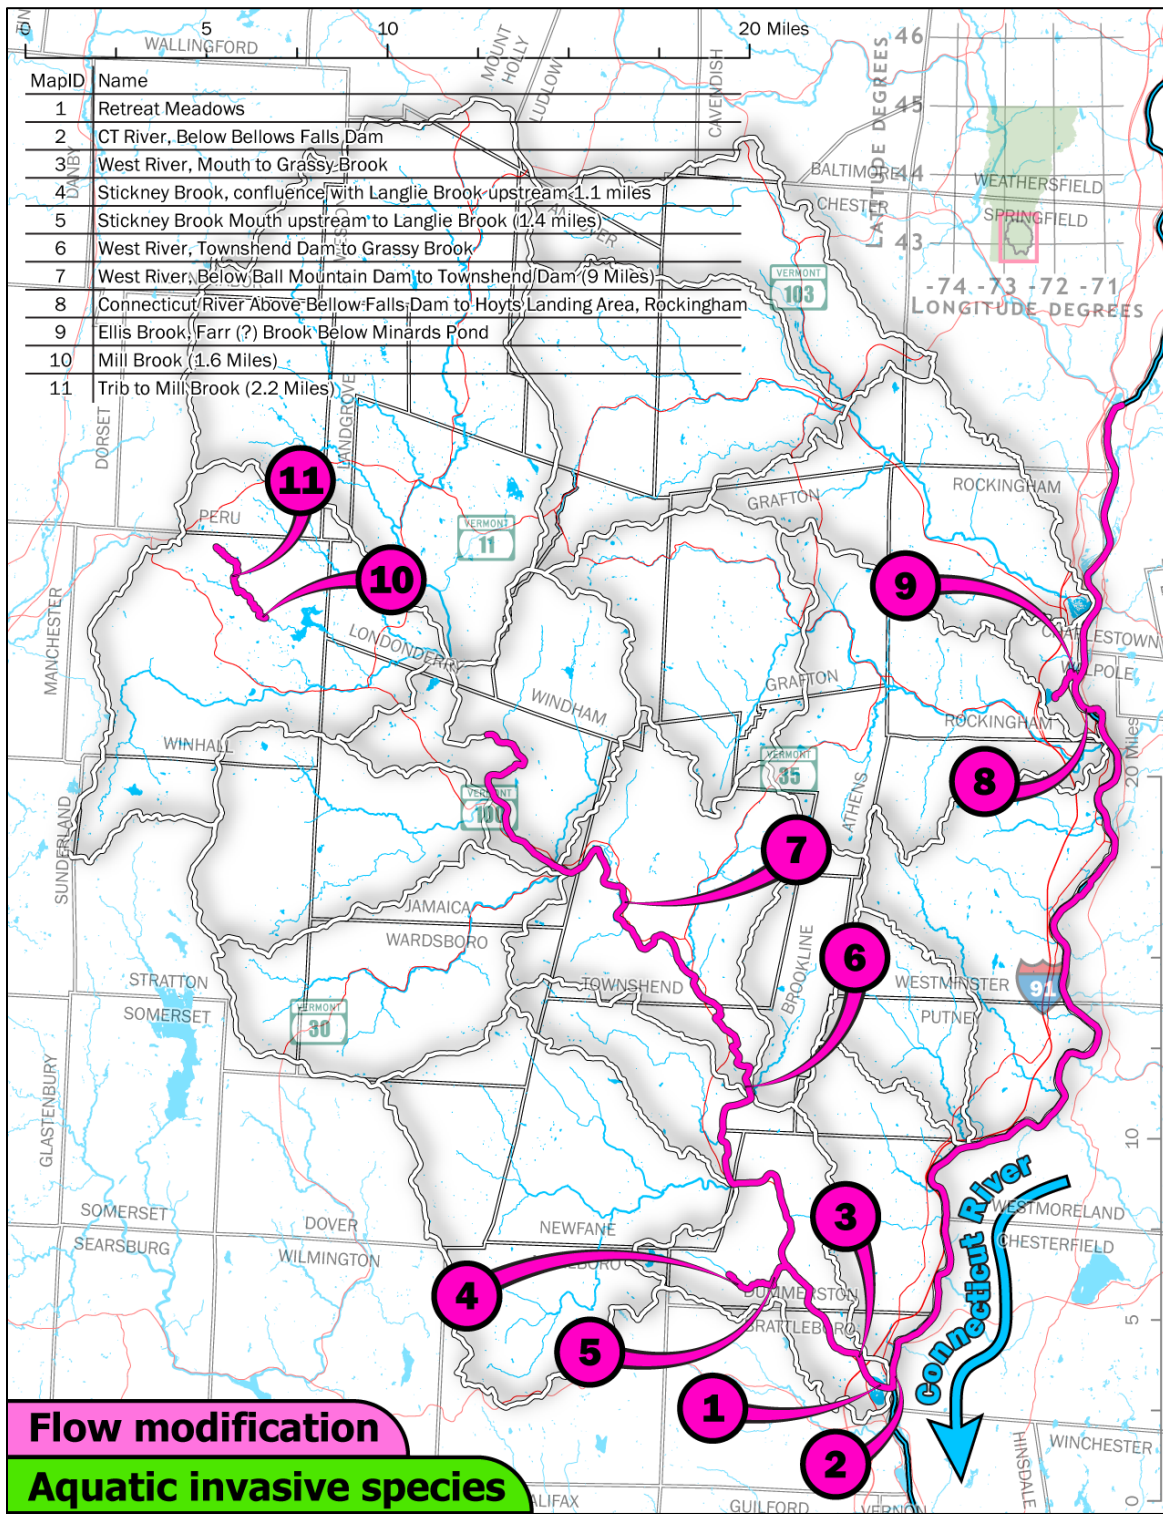 0
5
10
20 Miles
WALLINGFORD
MOUNT
HOLLY
LUDLOW
CAVENDISH
MapID Name
1 Retreat Meadows
2 CT River, Below Bellows Falls Dam
3 West River, Mouth to Grassy Brook
4 Stickney Brook, confluence with Langlie Brook upstream 1.1 miles
5 Stickney Brook Mouth upstream to Langlie Brook (1.4 miles)
6 West River, Townshend Dam to Grassy Brook
7 West River, Below Ball Mountain Dam to Townshend Dam (9 Miles)
8 Connecticut River Above Bellow Falls Dam to Hoyts Landing Area, Rockingham
9 Ellis Brook, Farr (?) Brook Below Minards Pond
10 Mill Brook (1.6 Miles)
11 Trib to Mill Brook (2.2 Miles)
46
45
44
43
LATITUDE DEGREES
-74 -73 -72 -71
LONGITUDE DEGREES
DANBY
BALTIMORE
CHESTER
WEATHERSFIELD
SPRINGFIELD
VERMONT
103
DORSET
LANDGROVE
11
PERU
VERMONT
11
GRAFTON
ROCKINGHAM
10
9
MANCHESTER
LONDONDERRY
WINDHAM
GRAFTON
CHARLESTOWN
WALPOLE
ROCKINGHAM
WINHALL
VERMONT
35
VERMONT
100
8
20 Miles
SUNDERLAND
ATHENS
7
JAMAICA
WARDSBORO
6
STRATTON
SOMERSET
TOWNSHEND
BROOKLINE
WESTMINSTER
PUTNEY
91
VERMONT
30
GLASTENBURY
10
Connecticut River
SOMERSET
SEARSBURG
DOVER
WILMINGTON
NEWFANE
3
WESTMORELAND
CHESTERFIELD
4
DUMMERSTON
BRATTLEBORO
5
5
1
2
Flow modification
Aquatic invasive species
HINSDALE
WINCHESTER
GUILFORD
VERNON
0